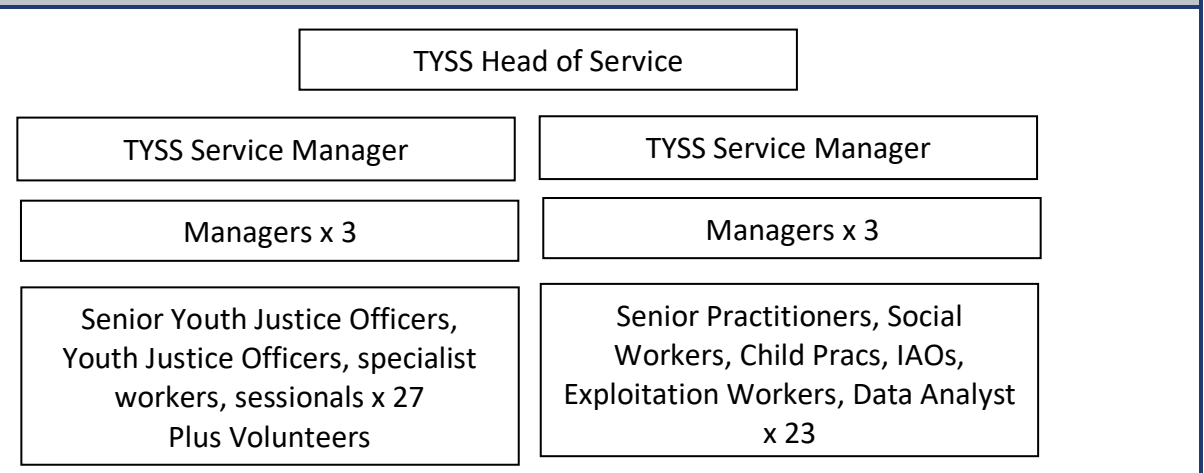 TYSS Head of Service
TYSS Service Manager
TYSS Service Manager
Managers x 3
Managers x 3
Senior Youth Justice Officers,
Youth Justice Officers, specialist
workers, sessionals x 27
Plus Volunteers
Senior Practitioners, Social
Workers, Child Pracs, IAOs,
Exploitation Workers, Data Analyst
x 23